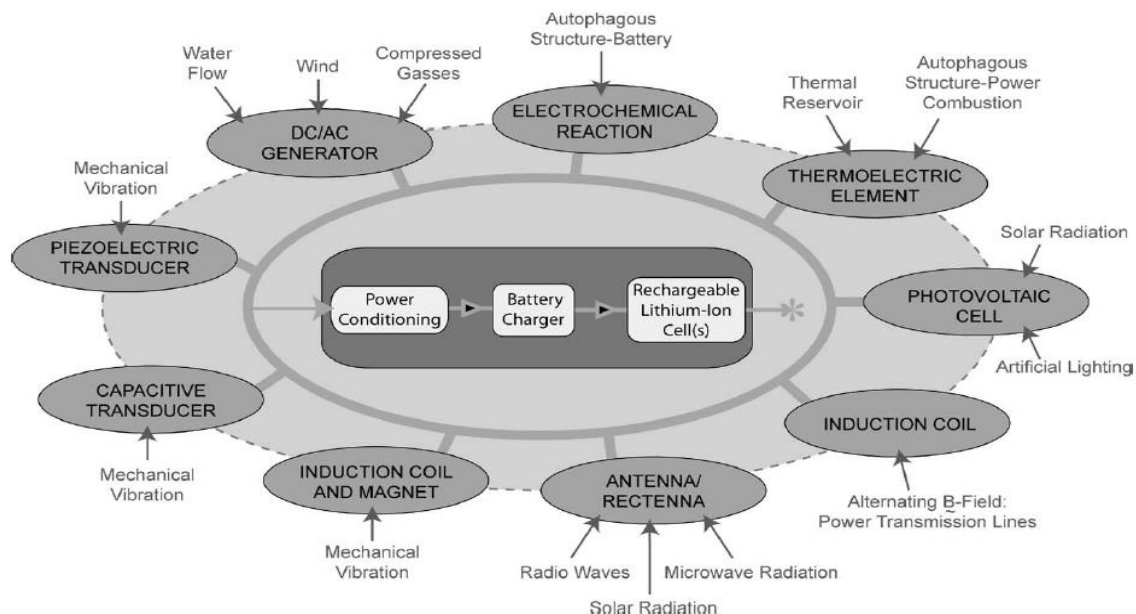 Autophagous
Structure-Battery
Water
Flow
Wind
Compressed
Gasses
Thermal
Reservoir
Autophagous
Structure-Power
Combustion
ELECTROCHEMICAL
REACTION
DC/AC
GENERATOR
THERMOELECTRIC
ELEMENT
Mechanical
Vibration
PIEZOELECTRIC
TRANSDUCER
Solar Radiation
PHOTOVOLTAIC
CELL
Artificial Lighting
Power
Conditioning
Battery
Charger
Rechargeable
Lithium-Ion
Cell(s)
*
CAPACITIVE
TRANSDUCER
Mechanical
Vibration
INDUCTION COIL
AND MAGNET
Mechanical
Vibration
ANTENNA/
RECTENNA
Radio Waves
Solar Radiation
Microwave Radiation
INDUCTION COIL
Alternating B̰-Field:
Power Transmission Lines